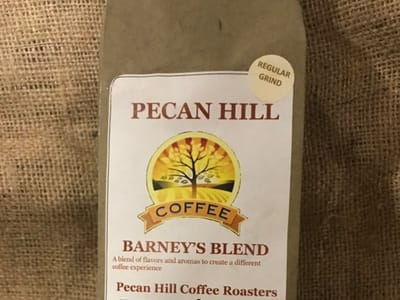 REGULAR
GRIND
PECAN HILL
COFFEE
BARNEY'S BLEND
A blend of flavors and aromas to create a different
coffee experience
Pecan Hill Coffee Roasters